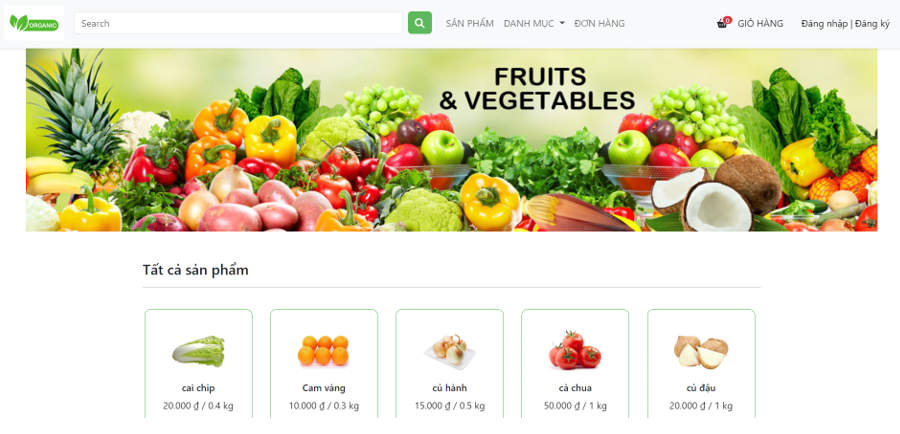 ORGANIC
Search
SẢN PHẨM
DANH MỤC
ĐƠN HÀNG
0
GIỎ HÀNG
Đăng nhập | Đăng ký
FRUITS
& VEGETABLES
Tất cả sản phẩm
cai chip
20.000 ₫ / 0.4 kg
Cam vàng
10.000 ₫ / 0.3 kg
củ hành
15.000 ₫ / 0.5 kg
cà chua
50.000 ₫ / 1 kg
củ đậu
20.000 ₫ / 1 kg